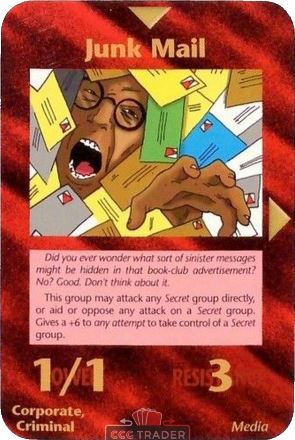 Junk Mail
Did you ever wonder what sort of sinister messages
might be hidden in that book-club advertisement?
No? Good. Don't think about it.
This group may attack any Secret group directly,
or aid or oppose any attack on a Secret group.
Gives a +6 to any attempt to take control of a Secret
group.
POWER RESISTANCE
1/1 3
Corporate,
Criminal
Media
CCC TRADER